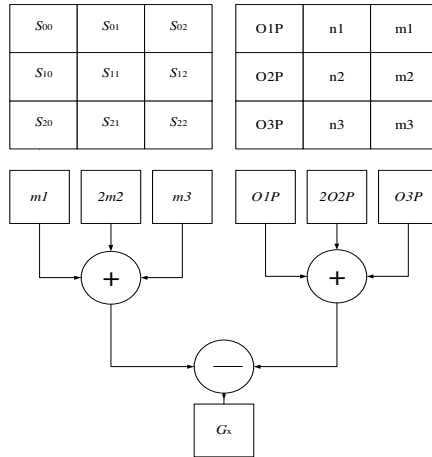 S00 S01 S02 O1P n1 m1
S10 S11 S12 O2P n2 m2
S20 S21 S22 O3P n3 m3
m1 2m2 m3 O1P 2O2P O3P
+ +
—
Gx